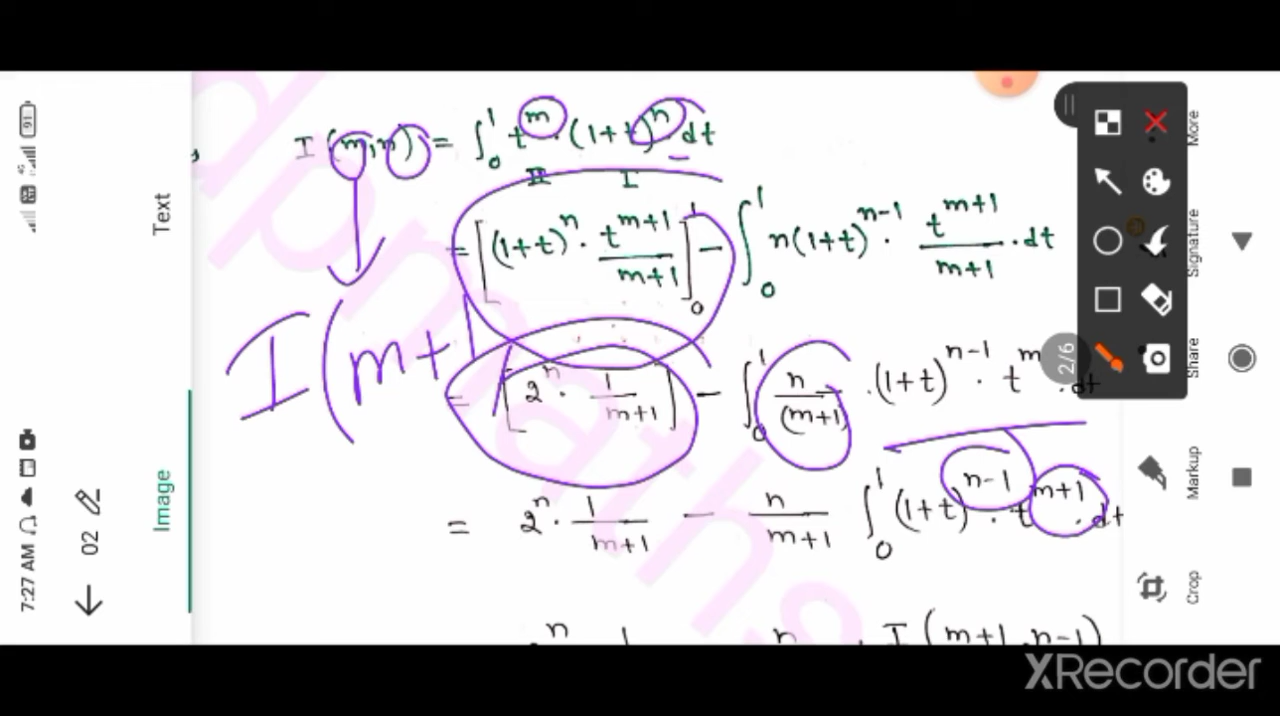 I(m,n) = ∫₀¹ t^m · (1+t)^n dt
II I
= [(1+t)^n · t^(m+1)/(m+1)]₀¹ − ∫₀¹ n(1+t)^(n-1) · t^(m+1)/(m+1) · dt
I(m+1
= [2^n · 1/(m+1)] − ∫₀¹ n/(m+1) · (1+t)^(n-1) · t^m · dt
= 2^n · 1/(m+1) − n/(m+1) ∫₀¹ (1+t)^(n-1) · t^(m+1) · dt
n 1 n · I(m+1, n-1)
7:27 AM
91
4G
02
Text
Image
2/6
More
Signature
Share
Markup
Crop
XRecorder